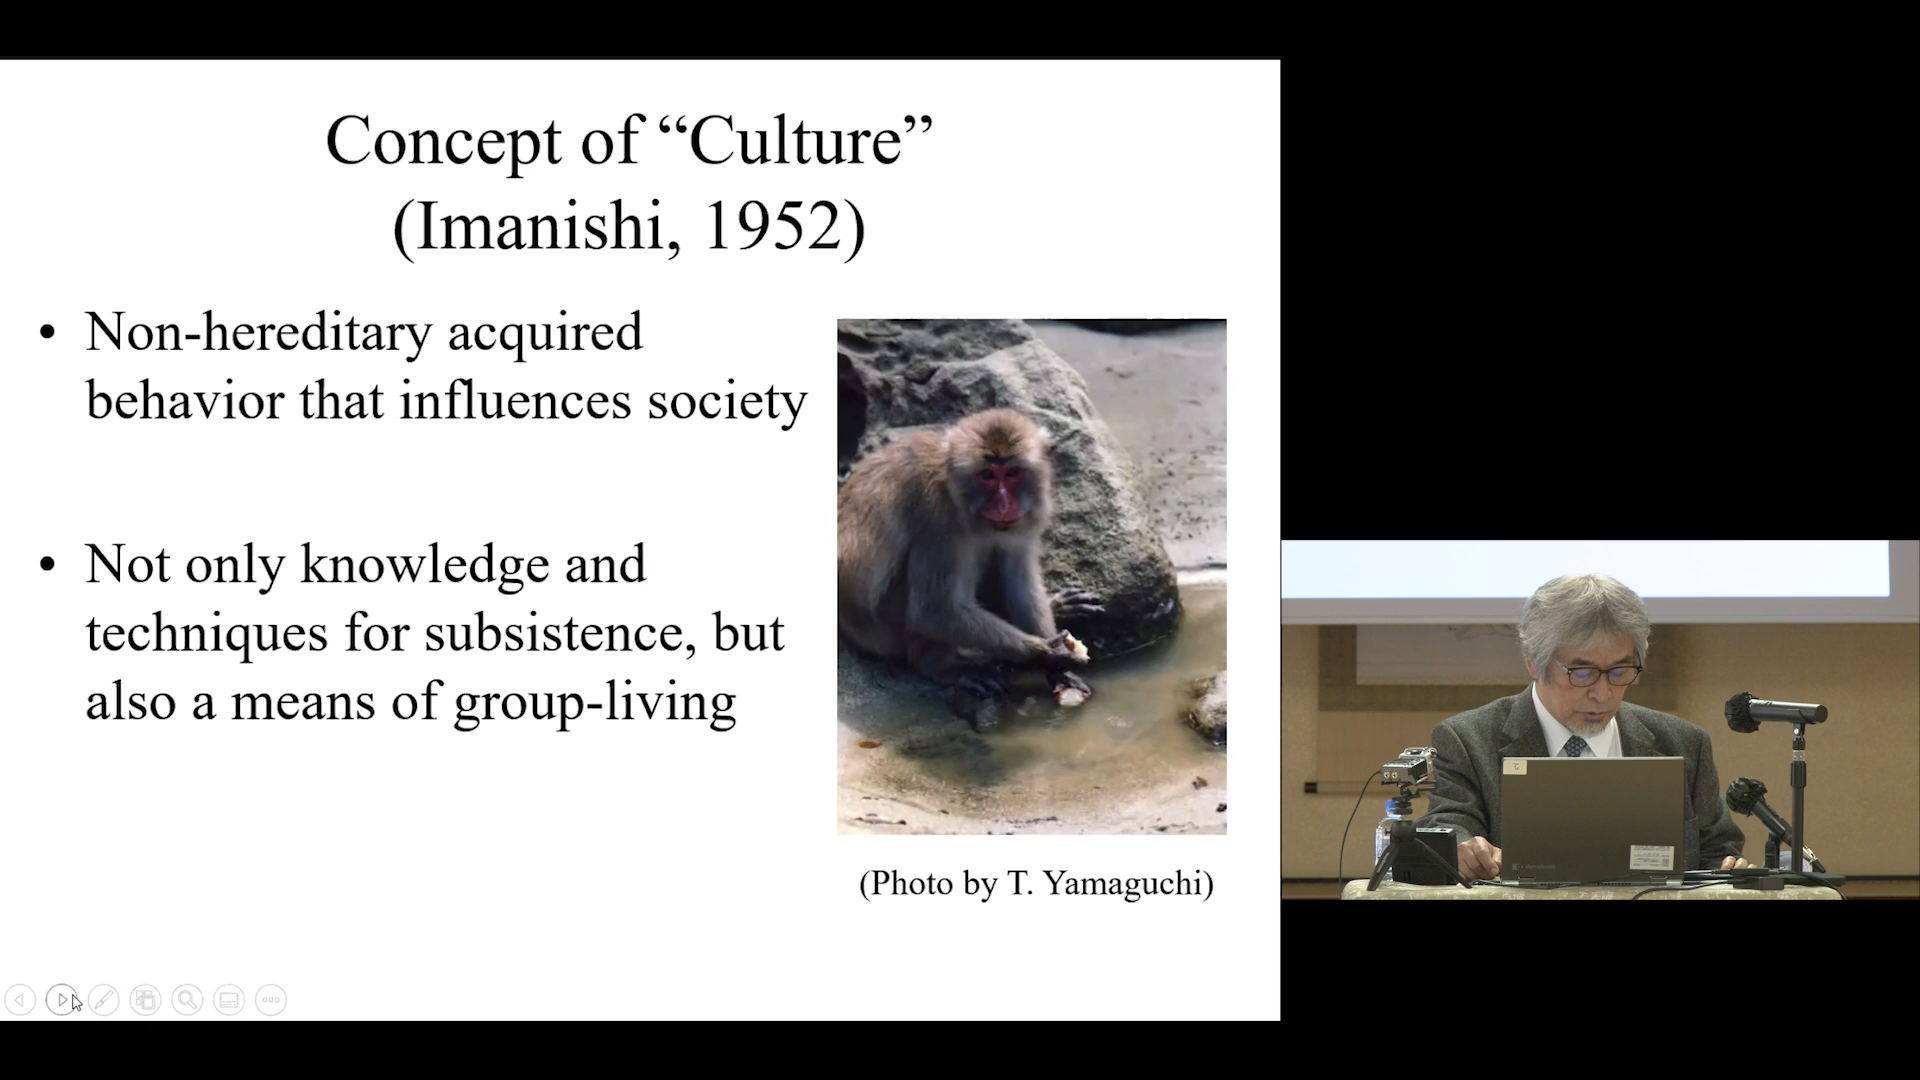 Concept of “Culture”
(Imanishi, 1952)
• Non-hereditary acquired
behavior that influences society
• Not only knowledge and
techniques for subsistence, but
also a means of group-living
(Photo by T. Yamaguchi)